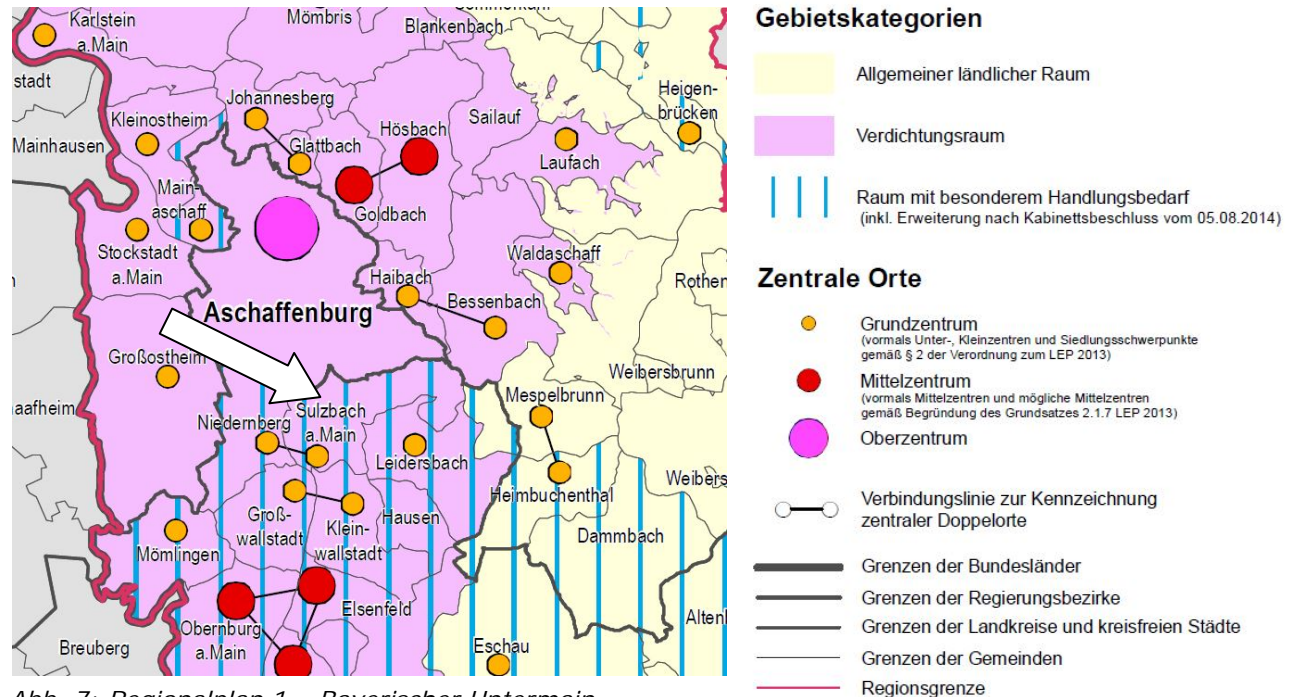 Karlstein
a.Main
Mömbris
Blankenbach
stadt
Johannesberg
Kleinostheim
Mainhausen
Glattbach
Hösbach
Sailauf
Heigen-
brücken
Laufach
Main-
aschaff
Goldbach
Stockstadt
a.Main
Waldaschaff
Haibach
Bessenbach
Rothen
Aschaffenburg
Großostheim
Weibersbrunn
Mespelbrunn
aafheim
Niedernberg
Sulzbach
a.Main
Leidersbach
Heimbuchenthal
Weibers
Groß-
wallstadt
Klein-
wallstadt
Hausen
Dammbach
Mömlingen
Elsenfeld
Obernburg
a.Main
Breuberg
Eschau
Alten
Abb. 7: Regionalplan 1 – Bayerischer Untermain
Gebietskategorien
Allgemeiner ländlicher Raum
Verdichtungsraum
Raum mit besonderem Handlungsbedarf
(inkl. Erweiterung nach Kabinettsbeschluss vom 05.08.2014)
Zentrale Orte
Grundzentrum
(vormals Unter-, Kleinzentren und Siedlungsschwerpunkte
gemäß § 2 der Verordnung zum LEP 2013)
Mittelzentrum
(vormals Mittelzentren und mögliche Mittelzentren
gemäß Begründung des Grundsatzes 2.1.7 LEP 2013)
Oberzentrum
Verbindungslinie zur Kennzeichnung
zentraler Doppelorte
Grenzen der Bundesländer
Grenzen der Regierungsbezirke
Grenzen der Landkreise und kreisfreien Städte
Grenzen der Gemeinden
Regionsgrenze